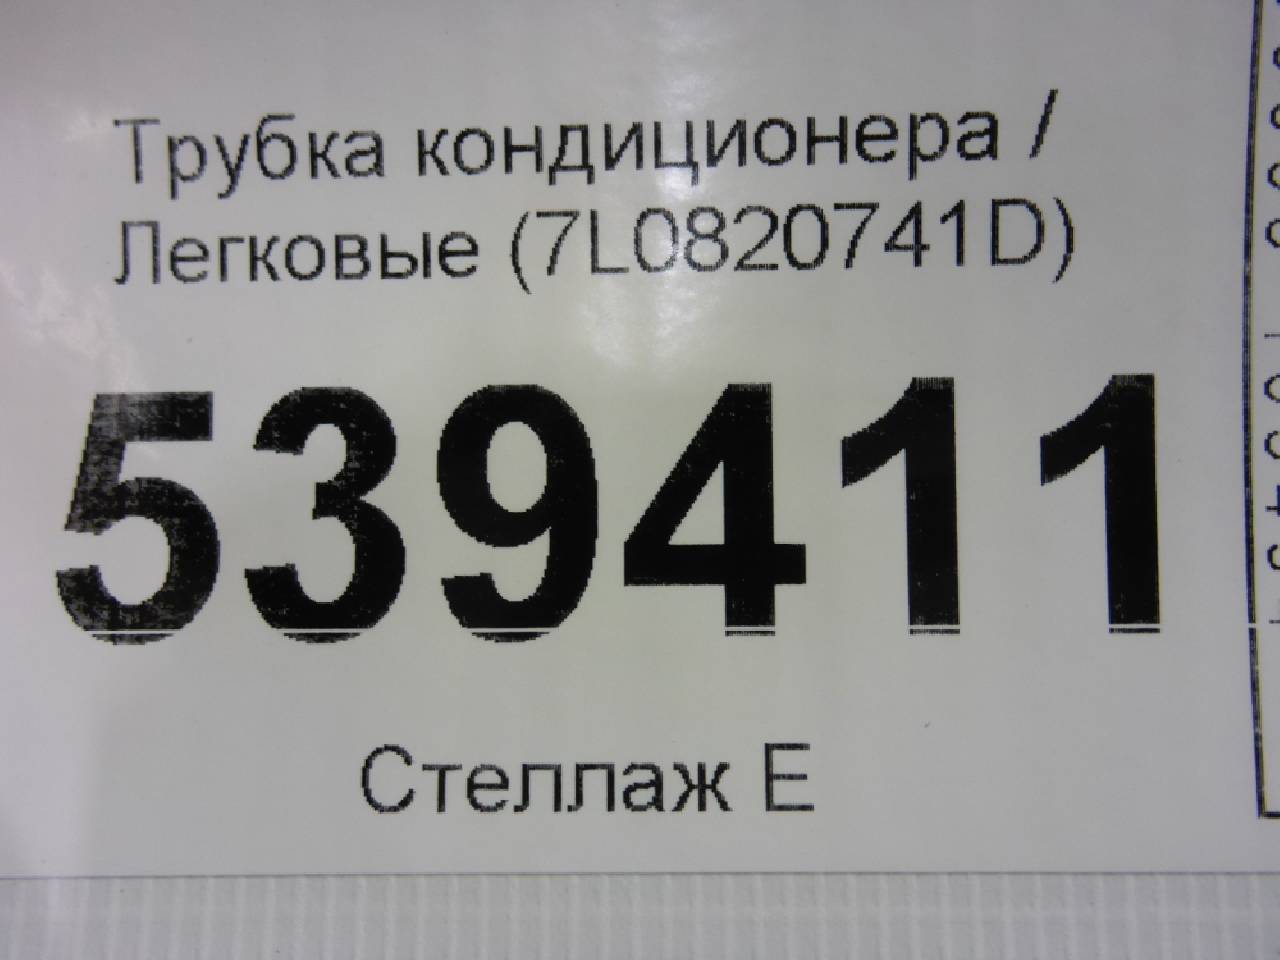 Трубка кондиционера /
Легковые (7L0820741D)
539411
Стеллаж Е